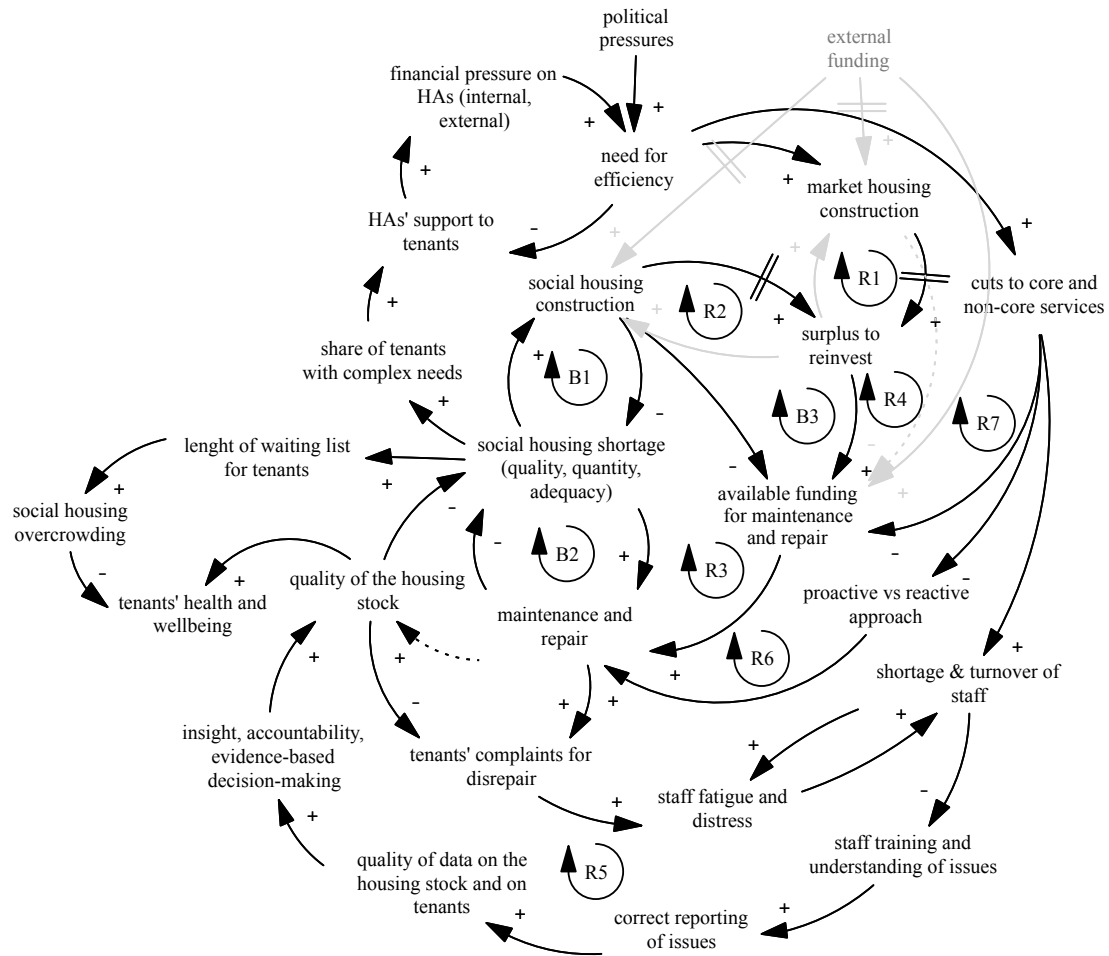 political
pressures
external
funding
financial pressure on
HAs (internal,
external)
need for
efficiency
market housing
construction
HAs' support to
tenants
social housing
construction
cuts to core and
non-core services
R1
R2
surplus to
reinvest
share of tenants
with complex needs
B1
B3
R4
R7
lenght of waiting list
for tenants
social housing shortage
(quality, quantity,
adequacy)
available funding
for maintenance
and repair
social housing
overcrowding
B2
R3
quality of the housing
stock
tenants' health and
wellbeing
maintenance and
repair
proactive vs reactive
approach
R6
shortage & turnover of
staff
insight, accountability,
evidence-based
decision-making
tenants' complaints for
disrepair
staff fatigue and
distress
staff training and
understanding of issues
quality of data on the
housing stock and on
tenants
R5
correct reporting
of issues